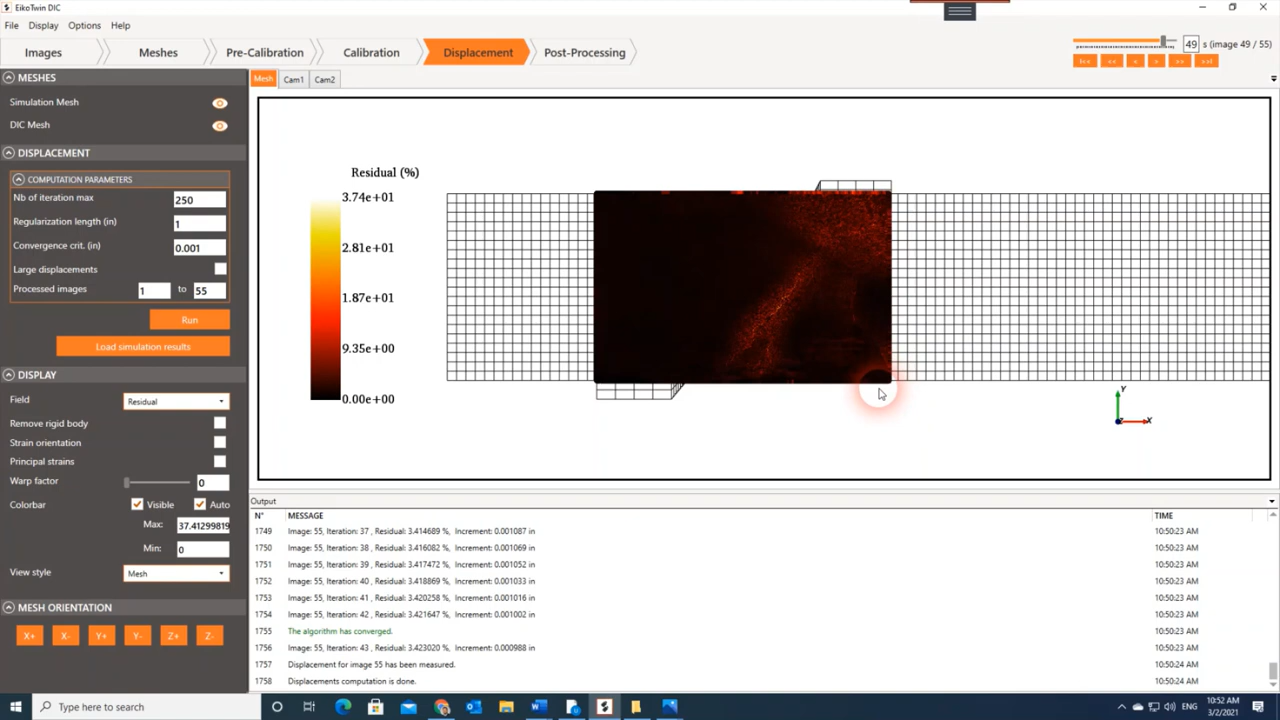 EikoTwin DIC
File Display Options Help
Images Meshes Pre-Calibration Calibration Displacement Post-Processing
49 s (image 49 / 55)
|<< << < > >> >>|
MESHES
Simulation Mesh
DIC Mesh
DISPLACEMENT
COMPUTATION PARAMETERS
Nb of iteration max 250
Regularization length (in) 1
Convergence crit. (in) 0.001
Large displacements
Processed images 1 to 55
Run
Load simulation results
DISPLAY
Field Residual
Remove rigid body
Strain orientation
Principal strains
Warp factor 0
Colorbar Visible Auto
Max: 37.41299819
Min: 0
View style Mesh
MESH ORIENTATION
X+ X- Y+ Y- Z+ Z-
Mesh Cam1 Cam2
Residual (%)
3.74e+01
2.81e+01
1.87e+01
9.35e+00
0.00e+00
Y
Z X
Output
N° MESSAGE TIME
1749 Image: 55, Iteration: 37 , Residual: 3.414689 %, Increment: 0.001087 in 10:50:23 AM
1750 Image: 55, Iteration: 38 , Residual: 3.416082 %, Increment: 0.001069 in 10:50:23 AM
1751 Image: 55, Iteration: 39 , Residual: 3.417472 %, Increment: 0.001052 in 10:50:23 AM
1752 Image: 55, Iteration: 40 , Residual: 3.418869 %, Increment: 0.001033 in 10:50:23 AM
1753 Image: 55, Iteration: 41 , Residual: 3.420258 %, Increment: 0.001016 in 10:50:23 AM
1754 Image: 55, Iteration: 42 , Residual: 3.421647 %, Increment: 0.001002 in 10:50:23 AM
1755 The algorithm has converged. 10:50:23 AM
1756 Image: 55, Iteration: 43 , Residual: 3.423020 %, Increment: 0.000988 in 10:50:23 AM
1757 Displacement for image 55 has been measured. 10:50:24 AM
1758 Displacements computation is done. 10:50:24 AM
Type here to search
ENG
10:52 AM
3/2/2021